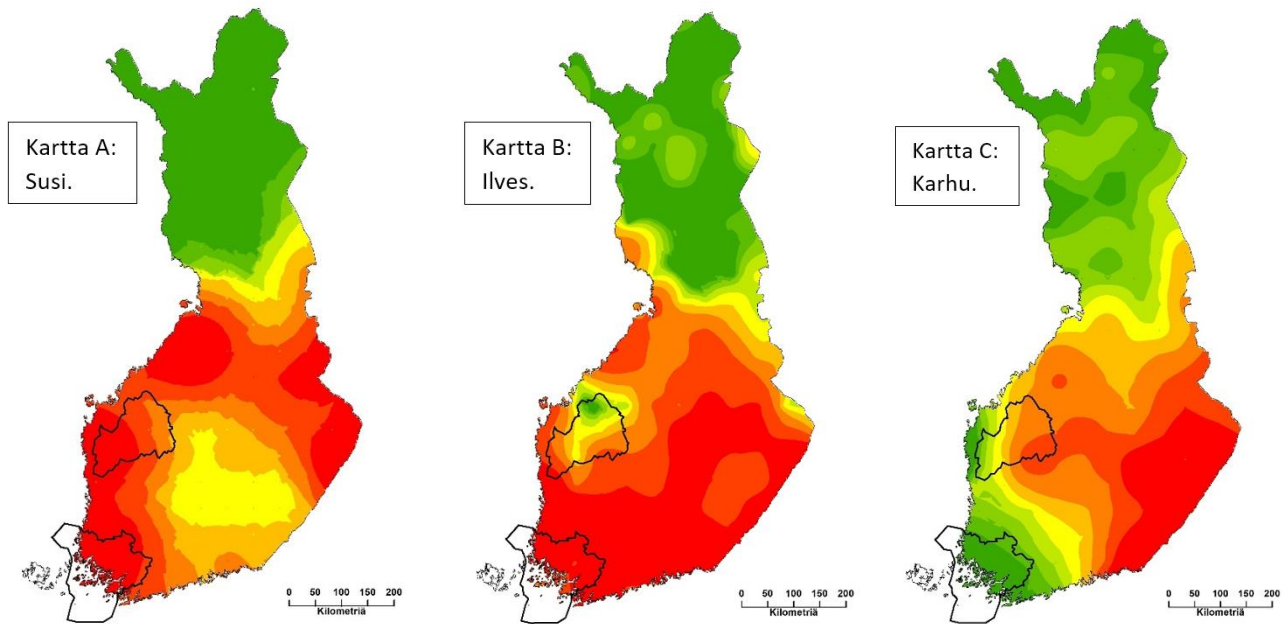 Kartta A:
Susi.
0 50 100 150 200
Kilometriä
Kartta B:
Ilves.
0 50 100 150 200
Kilometriä
Kartta C:
Karhu.
0 50 100 150 200
Kilometriä